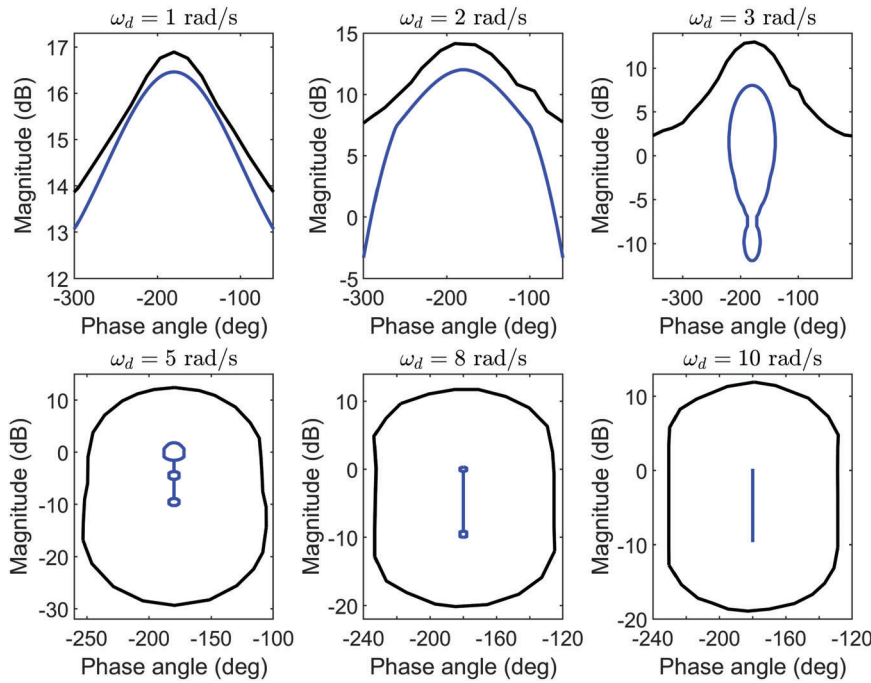 ω_d = 1 rad/s
ω_d = 2 rad/s
ω_d = 3 rad/s
17
16
15
14
13
12
Magnitude (dB)
-300
-200
-100
Phase angle (deg)
15
10
5
0
-5
Magnitude (dB)
-300
-200
-100
Phase angle (deg)
10
5
0
-5
-10
Magnitude (dB)
-300
-200
-100
Phase angle (deg)
ω_d = 5 rad/s
ω_d = 8 rad/s
ω_d = 10 rad/s
10
0
-10
-20
-30
Magnitude (dB)
-250
-200
-150
-100
Phase angle (deg)
10
0
-10
-20
Magnitude (dB)
-240
-200
-160
-120
Phase angle (deg)
10
0
-10
-20
Magnitude (dB)
-240
-200
-160
-120
Phase angle (deg)